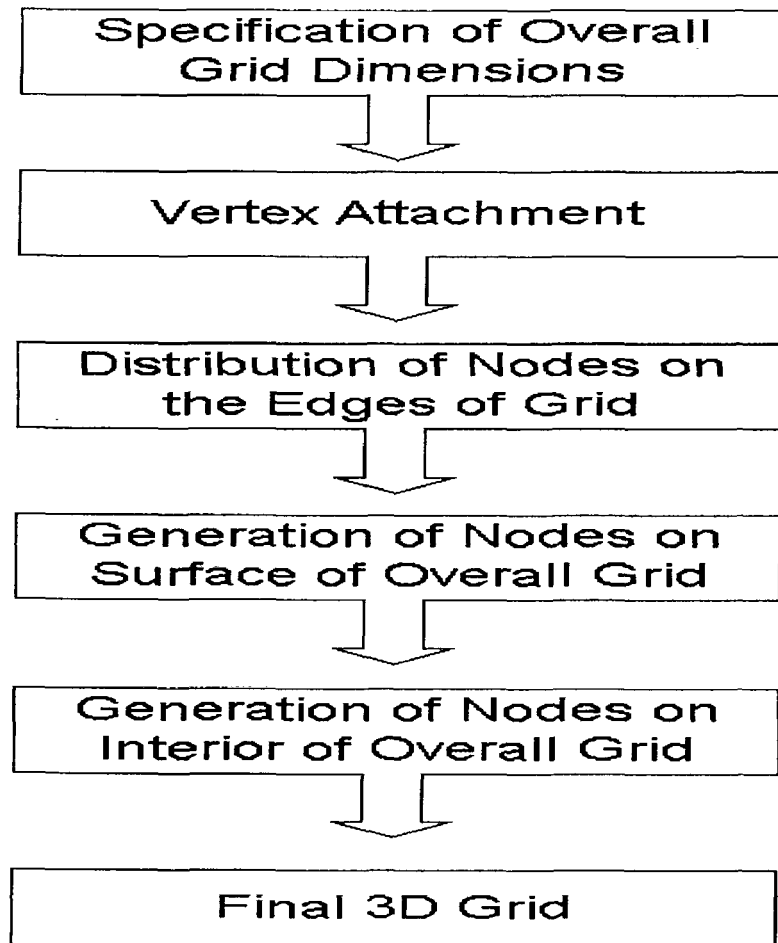 Specification of Overall
Grid Dimensions
Vertex Attachment
Distribution of Nodes on
the Edges of Grid
Generation of Nodes on
Surface of Overall Grid
Generation of Nodes on
Interior of Overall Grid
Final 3D Grid